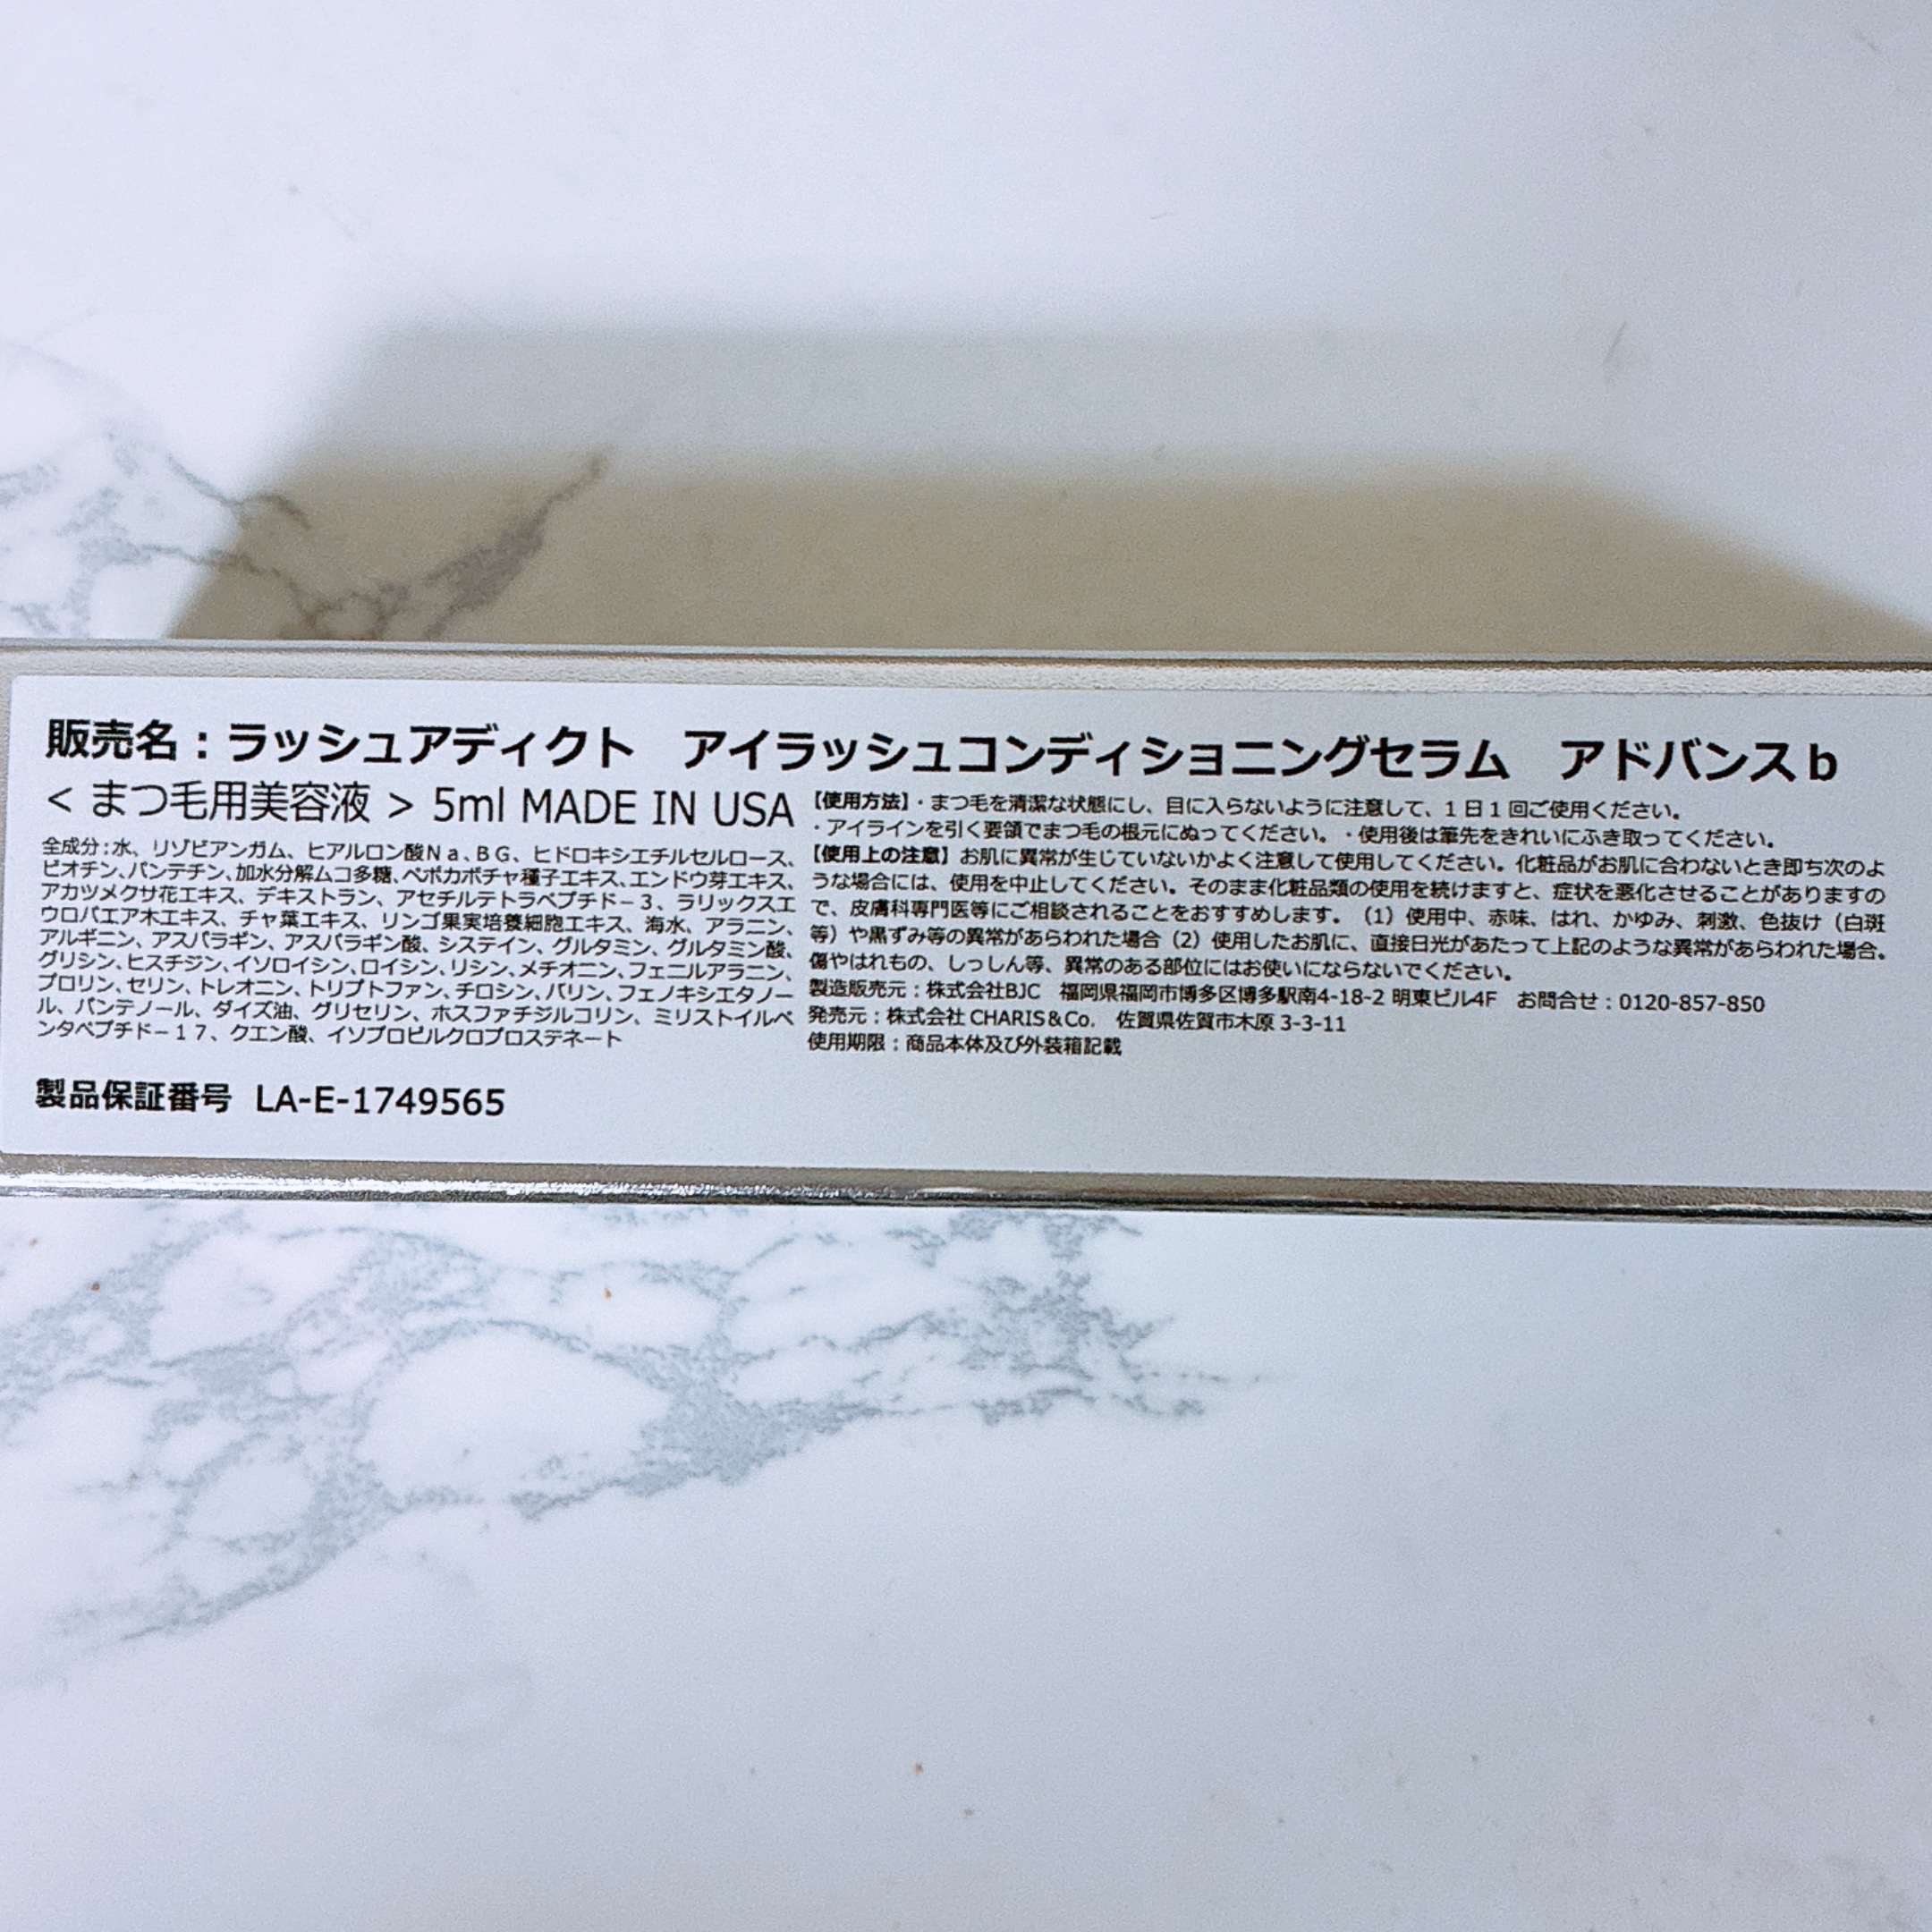 販売名：ラッシュアディクト　アイラッシュコンディショニングセラム　アドバンスｂ
< まつ毛用美容液 > 5ml MADE IN USA
全成分：水、リゾビアンガム、ヒアルロン酸Ｎａ、ＢＧ、ヒドロキシエチルセルロース、
ビオチン、パンテチン、加水分解ムコ多糖、ペポカボチャ種子エキス、エンドウ芽エキス、
アカツメクサ花エキス、デキストラン、アセチルテトラペプチド－３、ラリックスエ
ウロパエア木エキス、チャ葉エキス、リンゴ果実培養細胞エキス、海水、アラニン、
アルギニン、アスパラギン、アスパラギン酸、システイン、グルタミン、グルタミン酸、
グリシン、ヒスチジン、イソロイシン、ロイシン、リシン、メチオニン、フェニルアラニン、
プロリン、セリン、トレオニン、トリプトファン、チロシン、バリン、フェノキシエタノー
ル、パンテノール、ダイズ油、グリセリン、ホスファチジルコリン、ミリストイルペ
ンタペプチド－１７、クエン酸、イソプロピルクロプロステネート
製品保証番号 LA-E-1749565
【使用方法】・まつ毛を清潔な状態にし、目に入らないように注意して、１日１回ご使用ください。
・アイラインを引く要領でまつ毛の根元にぬってください。・使用後は筆先をきれいにふき取ってください。
【使用上の注意】お肌に異常が生じていないかよく注意して使用してください。化粧品がお肌に合わないとき即ち次のよ
うな場合には、使用を中止してください。そのまま化粧品類の使用を続けますと、症状を悪化させることがありますの
で、皮膚科専門医等にご相談されることをおすすめします。（1）使用中、赤味、はれ、かゆみ、刺激、色抜け（白斑
等）や黒ずみ等の異常があらわれた場合（2）使用したお肌に、直接日光があたって上記のような異常があらわれた場合。
傷やはれもの、しっしん等、異常のある部位にはお使いにならないでください。
製造販売元：株式会社BJC　福岡県福岡市博多区博多駅南4-18-2 明東ビル4F　お問合せ：0120-857-850
発売元：株式会社 CHARIS＆Co.　佐賀県佐賀市木原 3-3-11
使用期限：商品本体及び外装箱記載